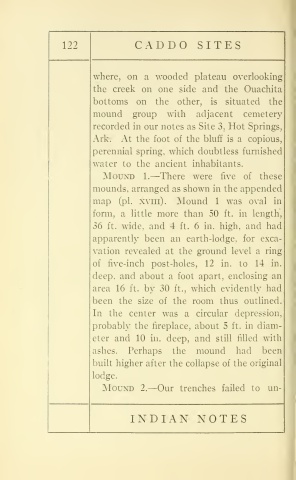 122
CADDO SITES
where, on a wooded plateau overlooking
the creek on one side and the Ouachita
bottoms on the other, is situated the
mound group with adjacent cemetery
recorded in our notes as Site 3, Hot Springs,
Ark. At the foot of the bluff is a copious,
perennial spring, which doubtless furnished
water to the ancient inhabitants.
MOUND 1.—There were five of these
mounds, arranged as shown in the appended
map (pl. XVIII). Mound 1 was oval in
form, a little more than 50 ft. in length,
36 ft. wide, and 4 ft. 6 in. high, and had
apparently been an earth-lodge, for exca-
vation revealed at the ground level a ring
of five-inch post-holes, 12 in. to 14 in.
deep, and about a foot apart, enclosing an
area 16 ft. by 30 ft., which evidently had
been the size of the room thus outlined.
In the center was a circular depression,
probably the fireplace, about 5 ft. in diam-
eter and 10 in. deep, and still filled with
ashes. Perhaps the mound had been
built higher after the collapse of the original
lodge.
MOUND 2.—Our trenches failed to un-
INDIAN NOTES